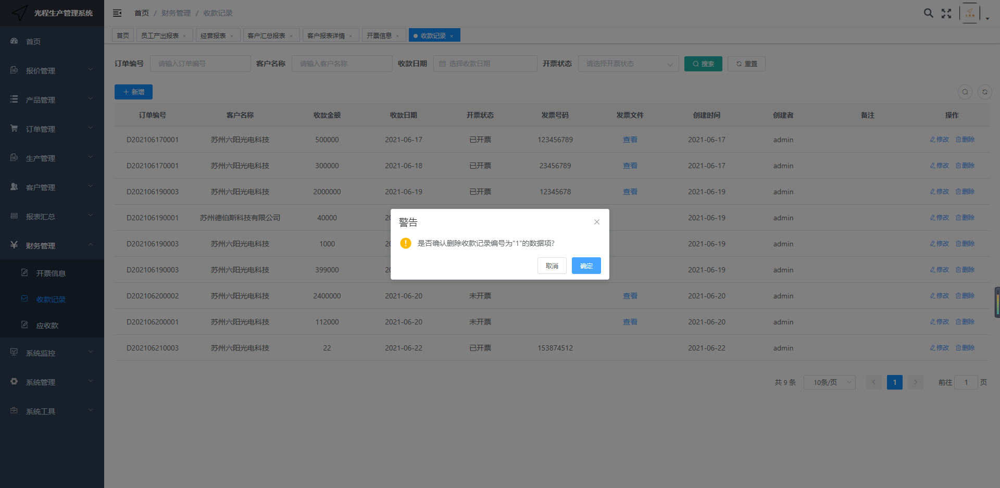 光程生产管理系统
首页 / 财务管理 / 收款记录
首页 员工产出报表 × 经营报表 × 客户汇总报表 × 客户报表详情 × 开票信息 × 收款记录 ×
首页
报价管理
产品管理
订单管理
生产管理
客户管理
报表汇总
财务管理
开票信息
收款记录
应收款
系统监控
系统管理
系统工具
订单编号 请输入订单编号 客户名称 请输入客户名称 收款日期 选择收款日期 开票状态 请选择开票状态 搜索 重置
新增
订单编号 客户名称 收款金额 收款日期 开票状态 发票号码 发票文件 创建时间 创建者 备注 操作
D202106170001 苏州六阳光电科技 500000 2021-06-17 已开票 123456789 查看 2021-06-17 admin 修改 删除
D202106170001 苏州六阳光电科技 300000 2021-06-18 已开票 23456789 查看 2021-06-17 admin 修改 删除
D202106190003 苏州六阳光电科技 2000000 2021-06-19 已开票 12345678 查看 2021-06-19 admin 修改 删除
D202106190001 苏州德伯斯科技有限公司 40000 2021-06-19 admin 修改 删除
D202106190003 苏州六阳光电科技 1000 2021-06-19 admin 修改 删除
D202106190003 苏州六阳光电科技 399000 2021-06-19 admin 修改 删除
D202106200002 苏州六阳光电科技 2400000 2021-06-20 未开票 查看 2021-06-20 admin 修改 删除
D202106200001 苏州六阳光电科技 112000 2021-06-20 未开票 查看 2021-06-20 admin 修改 删除
D202106210003 苏州六阳光电科技 22 2021-06-22 已开票 153874512 2021-06-22 admin 修改 删除
警告
是否确认删除收款记录编号为"1"的数据项?
取消 确定
共 9 条 10条/页 1 前往 1 页